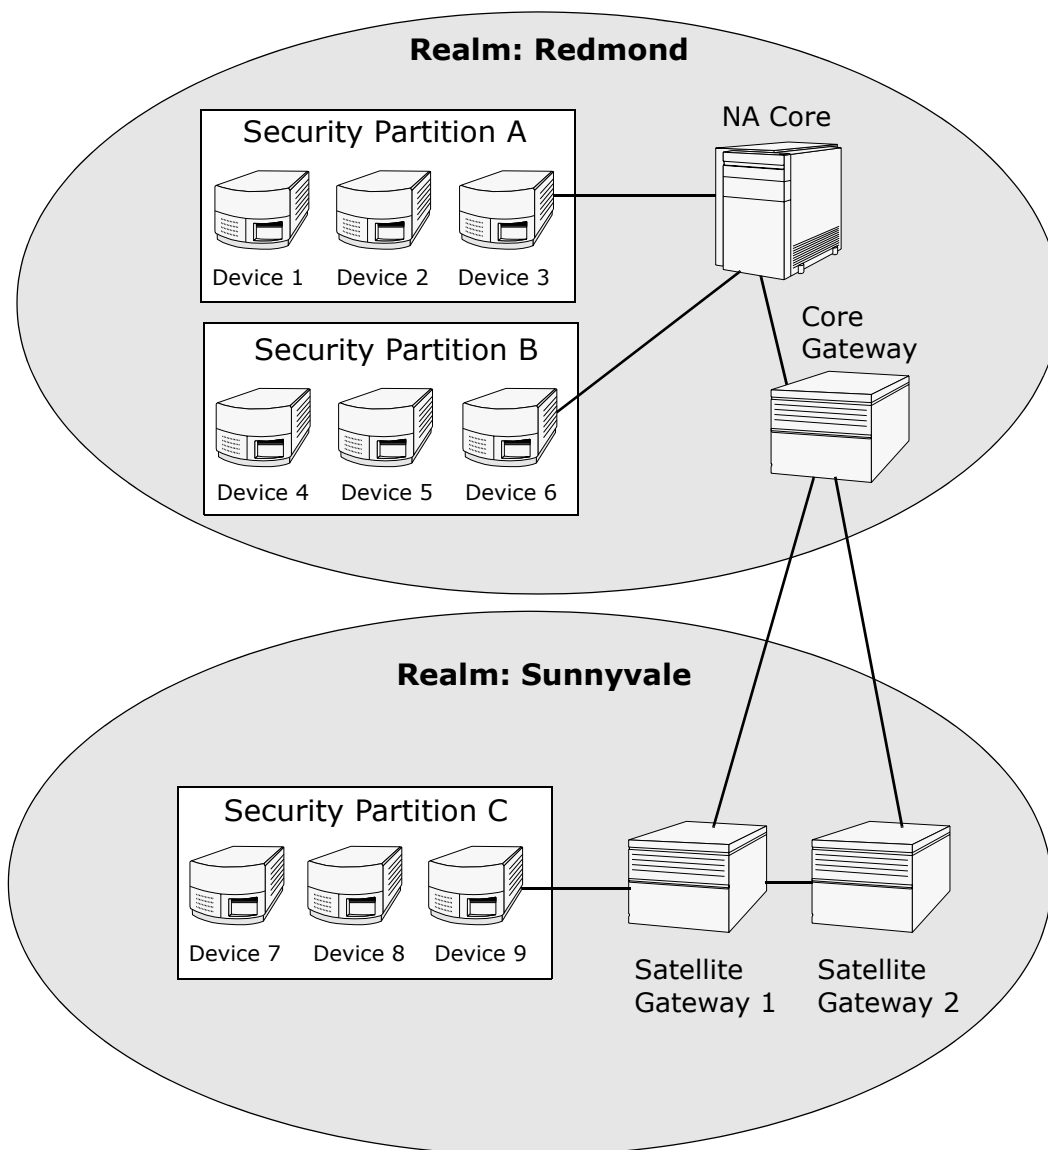 Realm: Redmond
Security Partition A
Device 1
Device 2
Device 3
NA Core
Security Partition B
Device 4
Device 5
Device 6
Core
Gateway
Realm: Sunnyvale
Security Partition C
Device 7
Device 8
Device 9
Satellite
Gateway 1
Satellite
Gateway 2